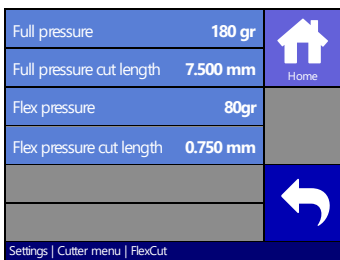 Full pressure 180 gr
Full pressure cut length 7.500 mm
Home
Flex pressure 80gr
Flex pressure cut length 0.750 mm
Settings | Cutter menu | FlexCut